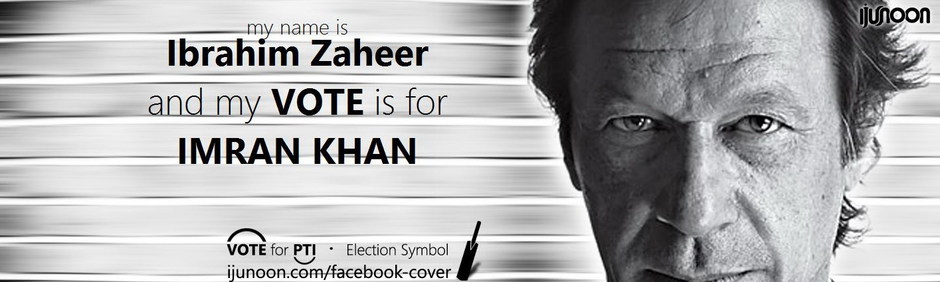 my name is
Ibrahim Zaheer
and my VOTE is for
IMRAN KHAN
VOTE for PTI · Election Symbol
ijunoon.com/facebook-cover
ijunoon